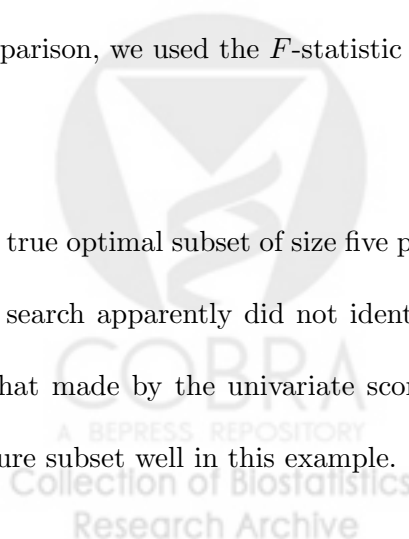 parison, we used the F-statistic
true optimal subset of size five p
search apparently did not ident
hat made by the univariate scor
COBRA
A BEPRESS REPOSITORY
ure subset well in this example.
Collection of Biostatistics
Research Archive